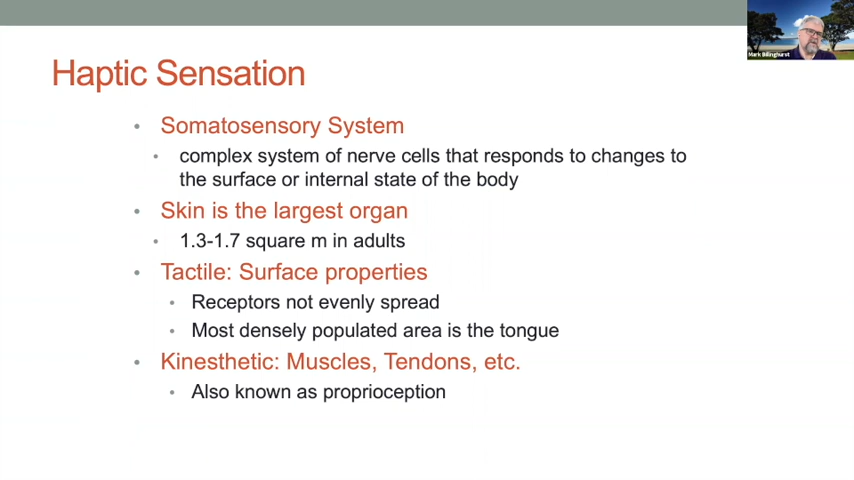 Mark Billinghurst
Haptic Sensation
• Somatosensory System
• complex system of nerve cells that responds to changes to
the surface or internal state of the body
• Skin is the largest organ
• 1.3-1.7 square m in adults
• Tactile: Surface properties
• Receptors not evenly spread
• Most densely populated area is the tongue
• Kinesthetic: Muscles, Tendons, etc.
• Also known as proprioception